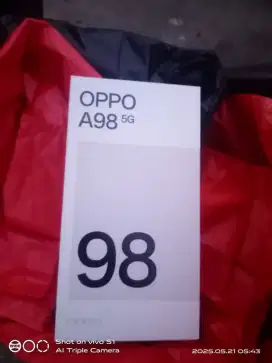 OPPO
A98 5G
98
Shot on vivo S1
AI Triple Camera
2025.05.21 05:43